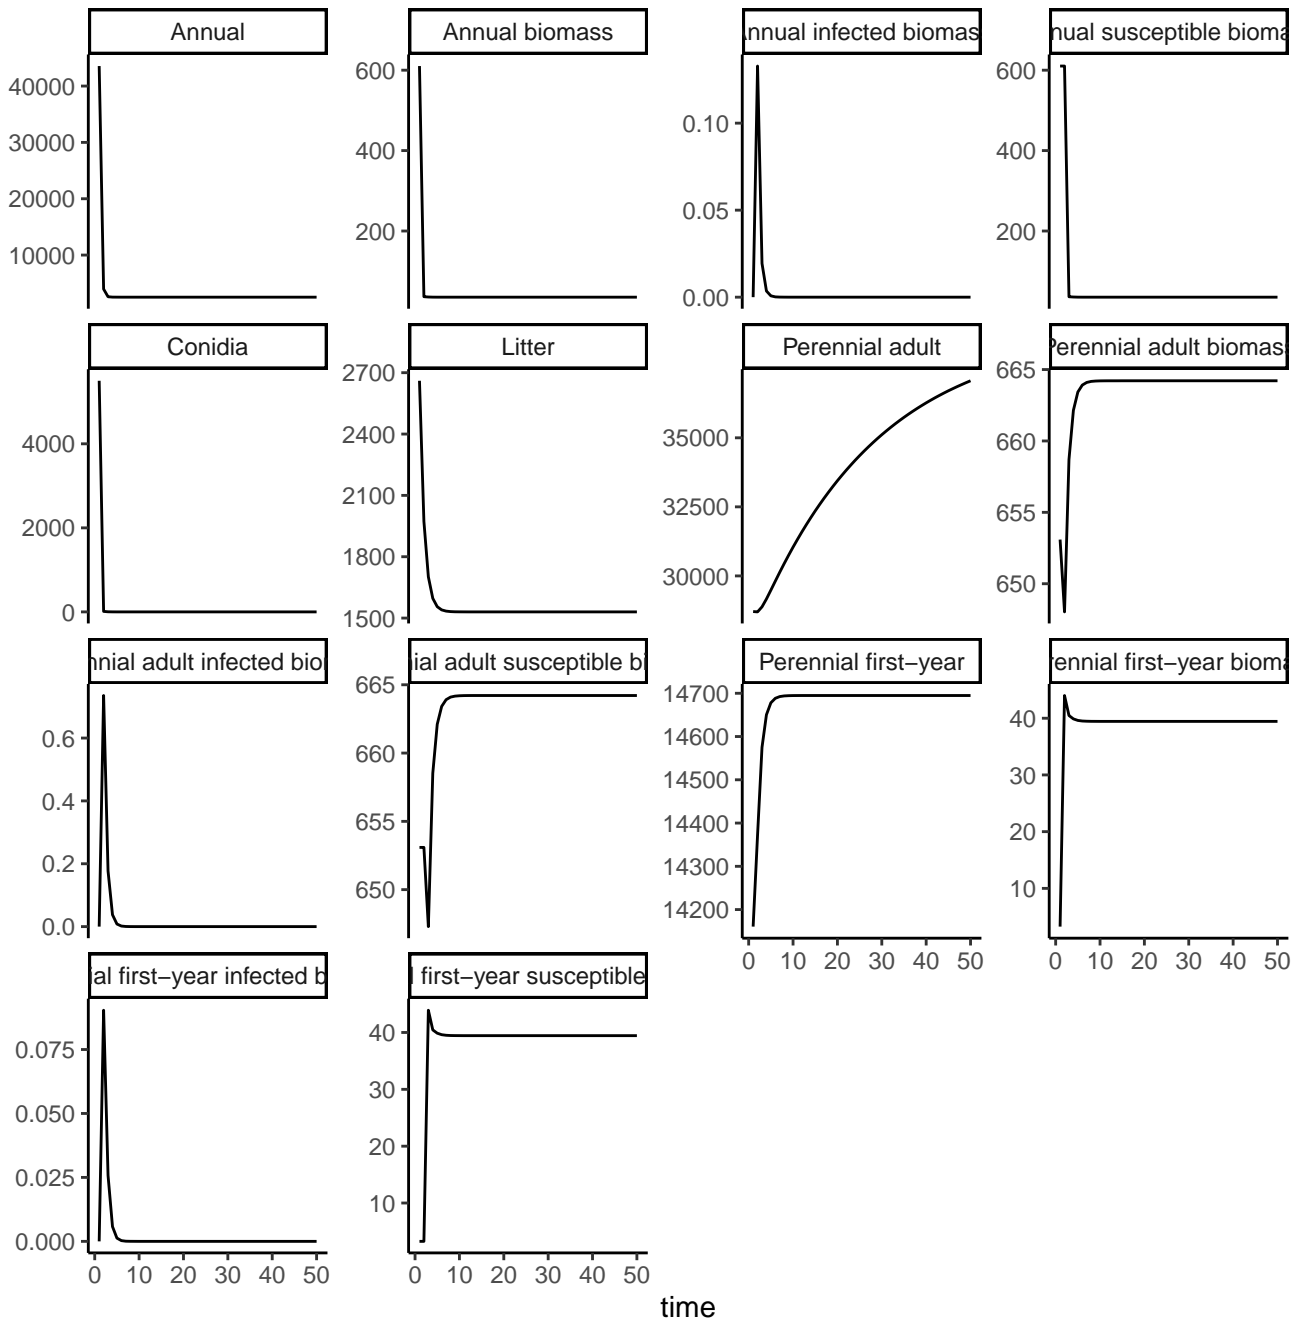 Annual
Annual biomass
Annual infected biomas
nual susceptible bioma
40000
30000
20000
10000
600
400
200
0.10
0.05
0.00
600
400
200
Conidia
Litter
Perennial adult
Perennial adult biomas
4000
2000
0
2700
2400
2100
1800
1500
35000
32500
30000
665
660
655
650
nnial adult infected bio
ial adult susceptible bi
Perennial first−year
rennial first−year bioma
0.6
0.4
0.2
0.0
665
660
655
650
14700
14600
14500
14400
14300
14200
40
30
20
10
0 10 20 30 40 50
0 10 20 30 40 50
ial first−year infected b
l first−year susceptible
0.075
0.050
0.025
0.000
40
30
20
10
0 10 20 30 40 50
0 10 20 30 40 50
time